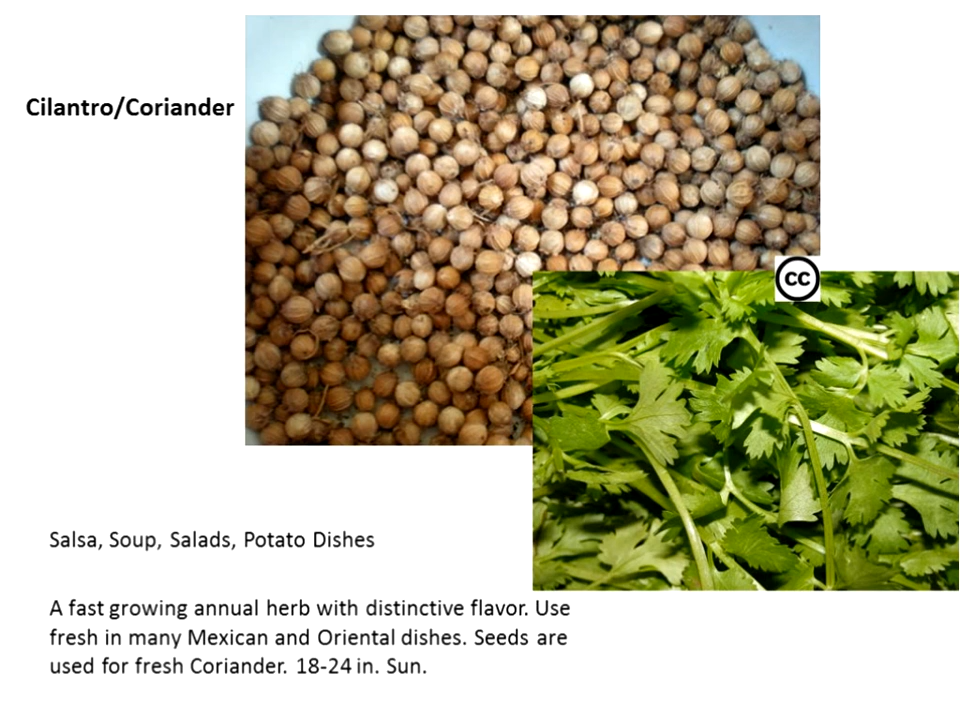 Cilantro/Coriander
cc
Salsa, Soup, Salads, Potato Dishes
A fast growing annual herb with distinctive flavor. Use
fresh in many Mexican and Oriental dishes. Seeds are
used for fresh Coriander. 18-24 in. Sun.